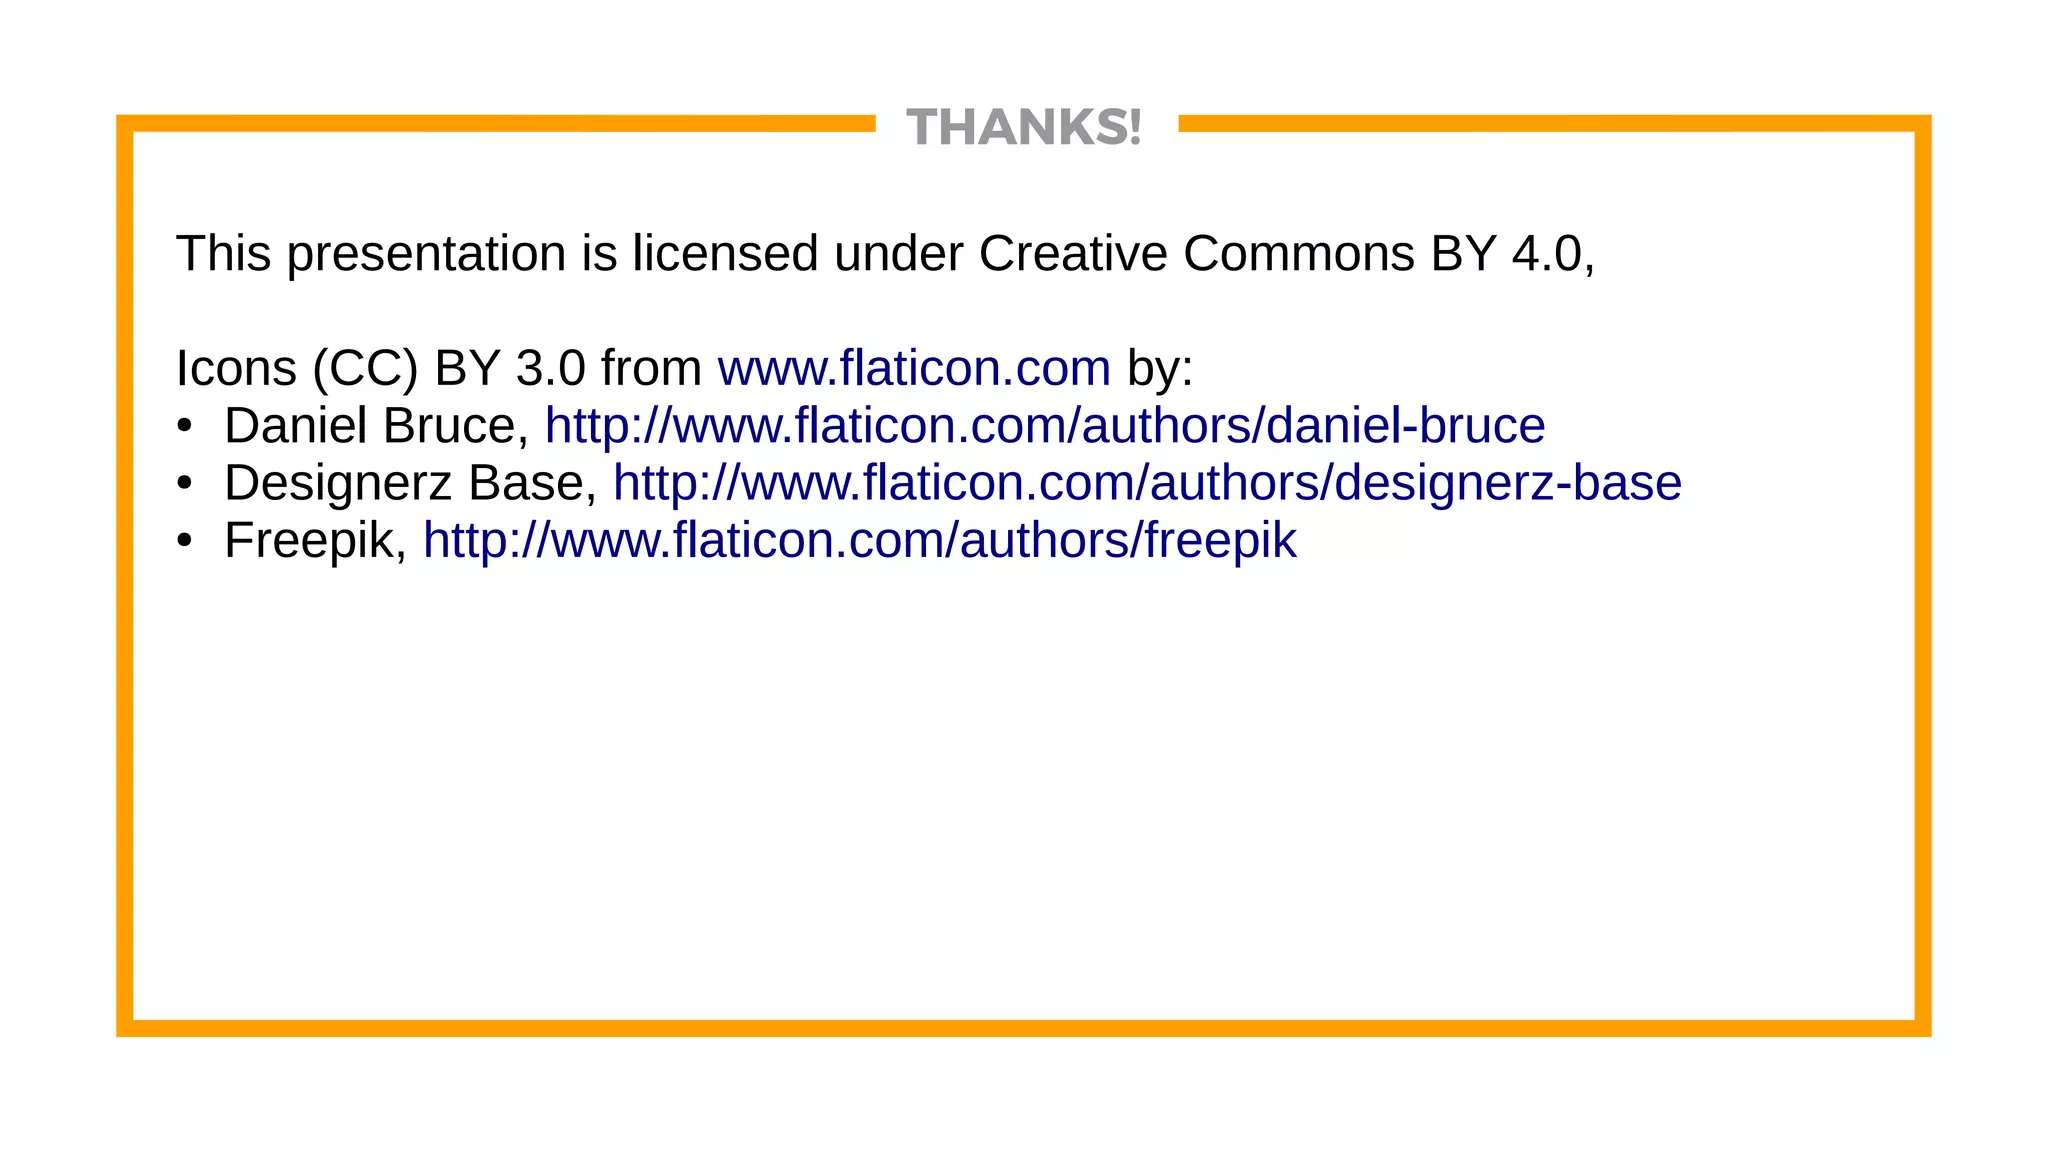 THANKS!
This presentation is licensed under Creative Commons BY 4.0,
Icons (CC) BY 3.0 from www.flaticon.com by:
• Daniel Bruce, http://www.flaticon.com/authors/daniel-bruce
• Designerz Base, http://www.flaticon.com/authors/designerz-base
• Freepik, http://www.flaticon.com/authors/freepik